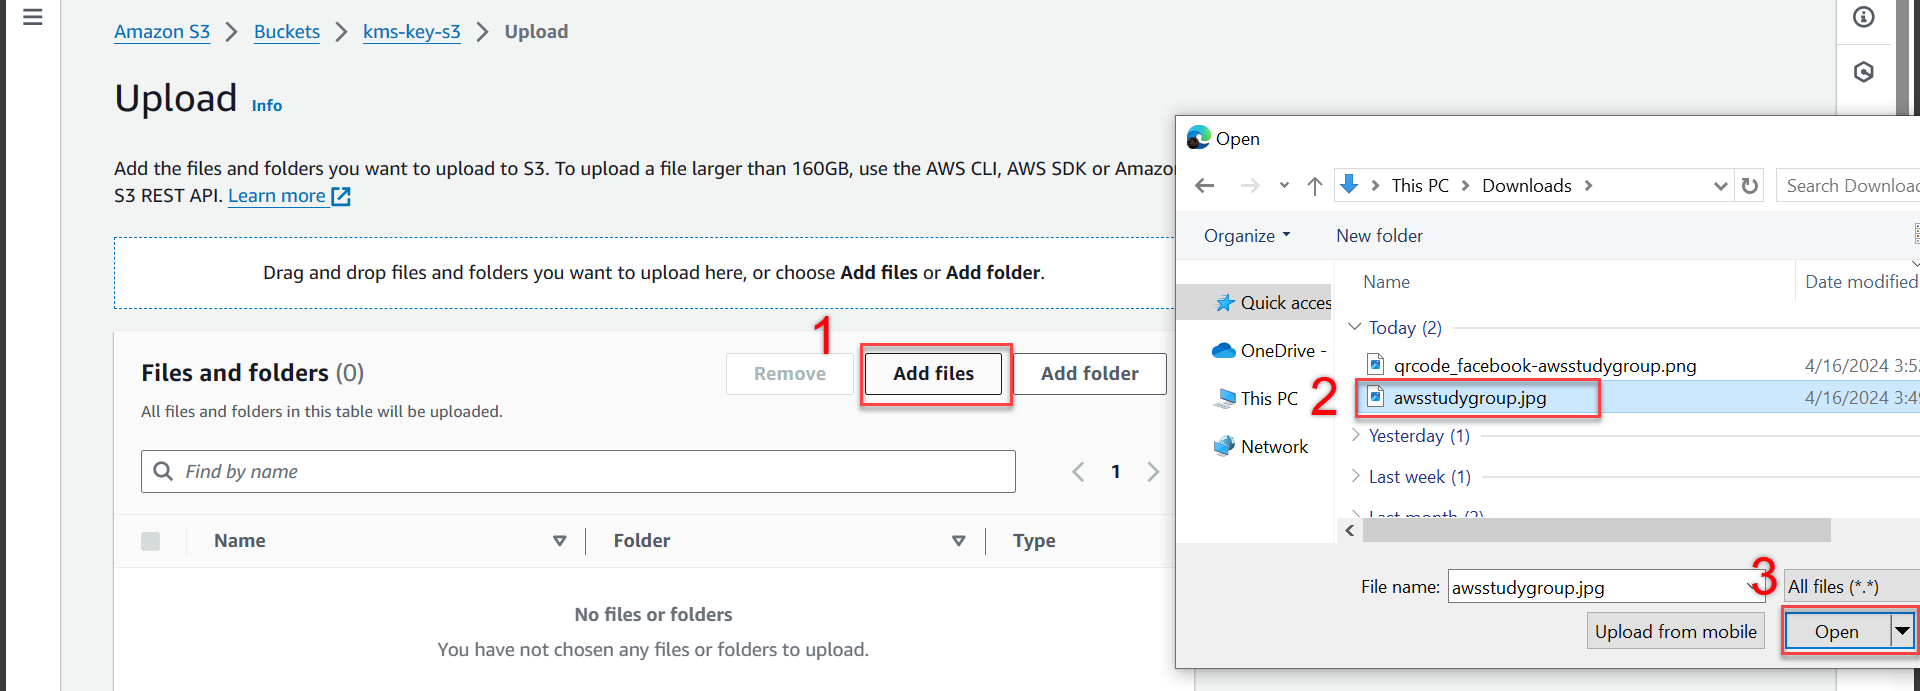 Amazon S3 > Buckets > kms-key-s3 > Upload
Upload Info
Add the files and folders you want to upload to S3. To upload a file larger than 160GB, use the AWS CLI, AWS SDK or Amazo
S3 REST API. Learn more
Drag and drop files and folders you want to upload here, or choose Add files or Add folder.
1
Files and folders (0)
Remove
Add files
Add folder
All files and folders in this table will be uploaded.
Find by name
1
Name
Folder
Type
No files or folders
You have not chosen any files or folders to upload.
Open
This PC > Downloads >
Search Downloa
Organize
New folder
Name
Date modified
Quick acces
OneDrive -
This PC
Network
Today (2)
qrcode_facebook-awsstudygroup.png
4/16/2024 3:5
2
awsstudygroup.jpg
4/16/2024 3:4
Yesterday (1)
Last week (1)
Last month (2)
File name: awsstudygroup.jpg
3
All files (*.*)
Upload from mobile
Open